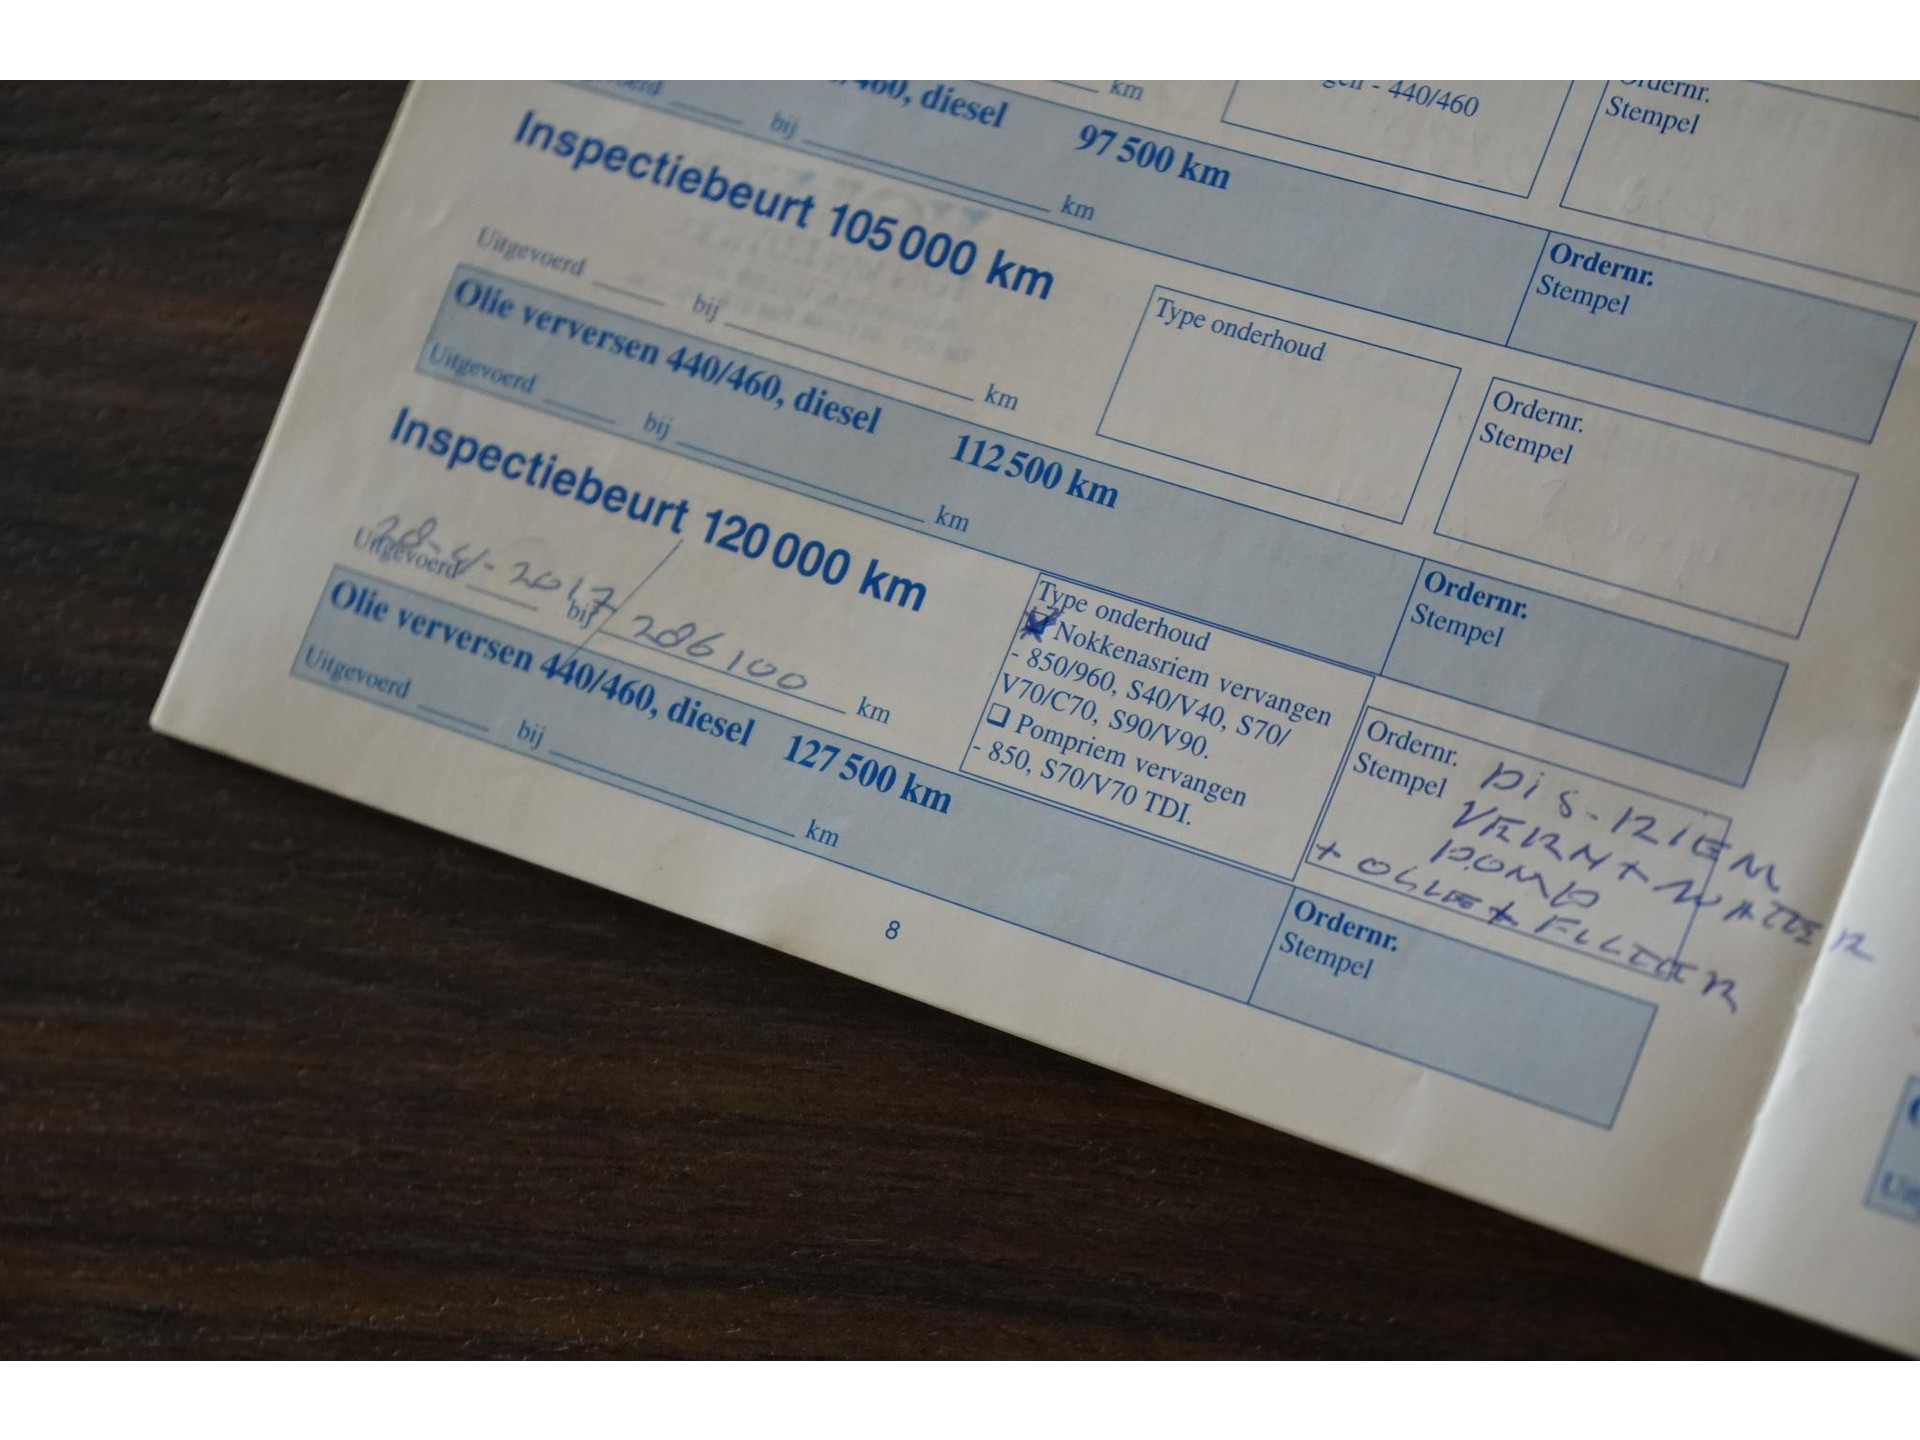 460, diesel 97 500 km
bij km
km
gen - 440/460
Ordernr.
Stempel
Ordernr.
Stempel
Inspectiebeurt 105 000 km
Uitgevoerd bij km
Type onderhoud
Ordernr.
Stempel
Olie verversen 440/460, diesel 112 500 km
Uitgevoerd bij km
Ordernr.
Stempel
Inspectiebeurt 120 000 km
Uitgevoerd 28-4-2017 bij 286100 km
Type onderhoud
Nokkenasriem vervangen
- 850/960, S40/V40, S70/
V70/C70, S90/V90.
❏ Pompriem vervangen
- 850, S70/V70 TDI.
Ordernr.
Stempel
DIS-RIEM
VERN + WATTER
POMP
+ OLLE + FILTER
Olie verversen 440/460, diesel 127 500 km
Uitgevoerd bij km
Ordernr.
Stempel
8